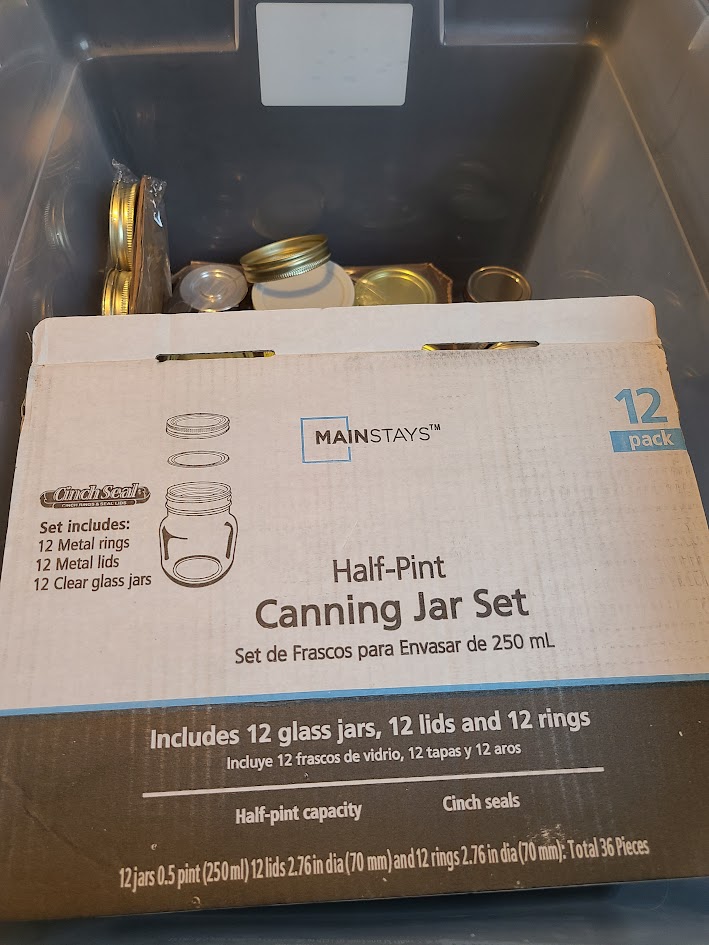 12
pack
MAINSTAYS™
Cinch Seal
CINCH RINGS & SEAL LIDS
Set includes:
12 Metal rings
12 Metal lids
12 Clear glass jars
Half-Pint
Canning Jar Set
Set de Frascos para Envasar de 250 mL
Includes 12 glass jars, 12 lids and 12 rings
Incluye 12 frascos de vidrio, 12 tapas y 12 aros
Half-pint capacity
Cinch seals
12 jars 0.5 pint (250 ml) 12 lids 2.76 in dia (70 mm) and 12 rings 2.76 in dia (70 mm): Total 36 Pieces